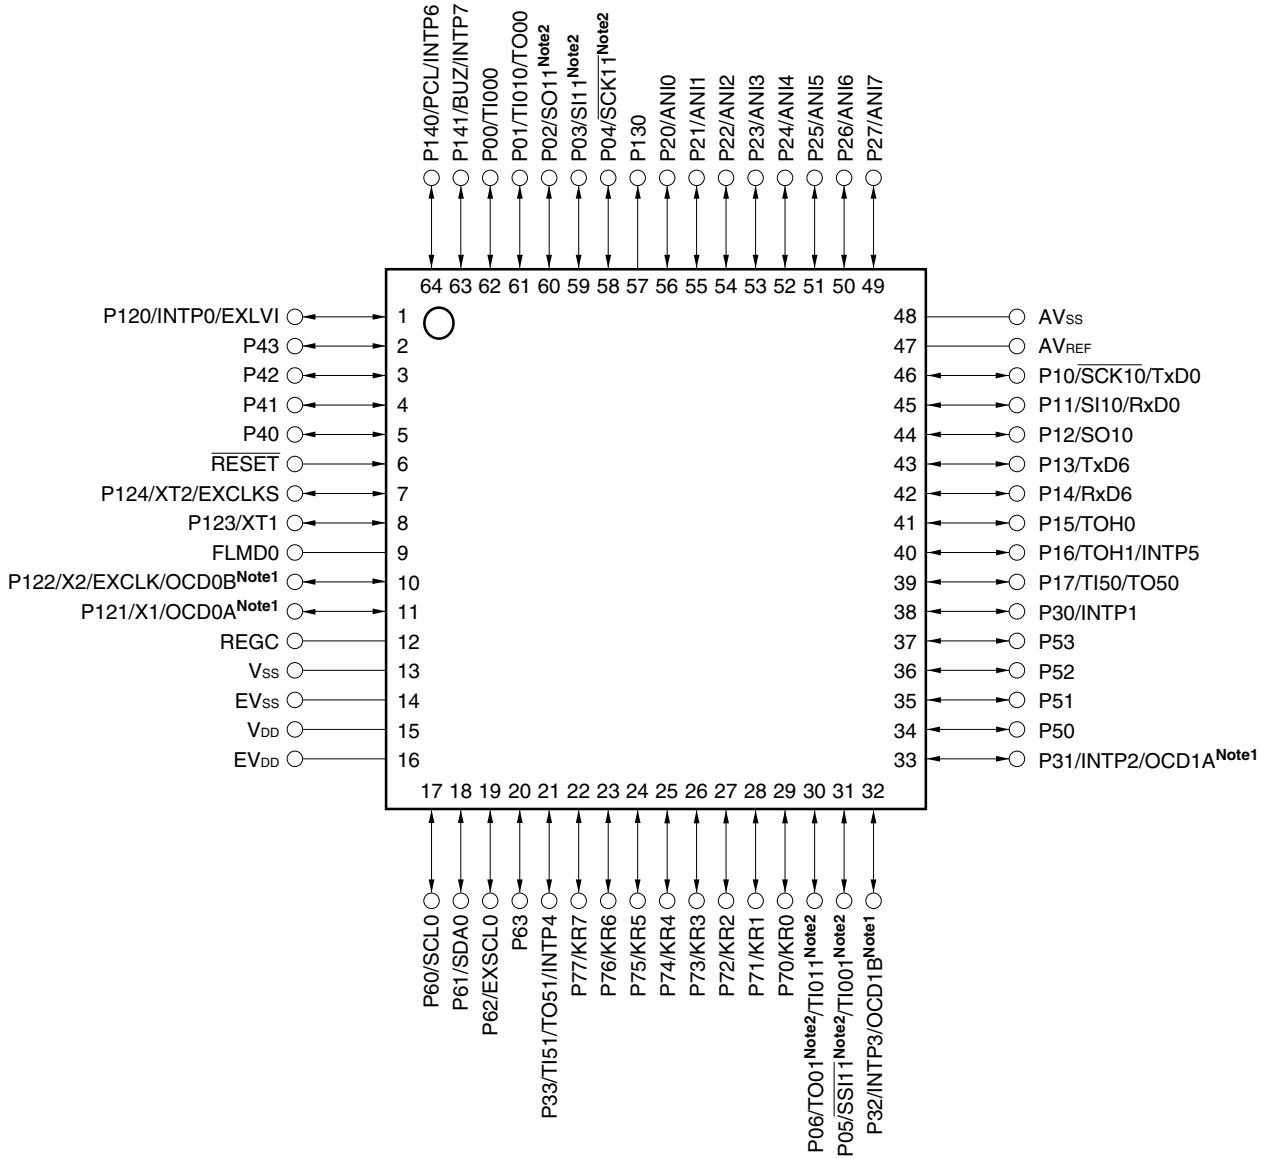 P140/PCL/INTP6
P141/BUZ/INTP7
P00/TI000
P01/TI010/TO00
P02/SO11Note2
P03/SI11Note2
P04/SCK11Note2
P130
P20/ANI0
P21/ANI1
P22/ANI2
P23/ANI3
P24/ANI4
P25/ANI5
P26/ANI6
P27/ANI7
64 63 62 61 60 59 58 57 56 55 54 53 52 51 50 49
P120/INTP0/EXLVI 1
P43 2
P42 3
P41 4
P40 5
RESET 6
P124/XT2/EXCLKS 7
P123/XT1 8
FLMD0 9
P122/X2/EXCLK/OCD0BNote1 10
P121/X1/OCD0ANote1 11
REGC 12
VSS 13
EVSS 14
VDD 15
EVDD 16
48 AVSS
47 AVREF
46 P10/SCK10/TxD0
45 P11/SI10/RxD0
44 P12/SO10
43 P13/TxD6
42 P14/RxD6
41 P15/TOH0
40 P16/TOH1/INTP5
39 P17/TI50/TO50
38 P30/INTP1
37 P53
36 P52
35 P51
34 P50
33 P31/INTP2/OCD1ANote1
17 18 19 20 21 22 23 24 25 26 27 28 29 30 31 32
P60/SCL0
P61/SDA0
P62/EXSCL0
P63
P33/TI51/TO51/INTP4
P77/KR7
P76/KR6
P75/KR5
P74/KR4
P73/KR3
P72/KR2
P71/KR1
P70/KR0
P06/TO01Note2/TI011Note2
P05/SSI11Note2/TI001Note2
P32/INTP3/OCD1BNote1